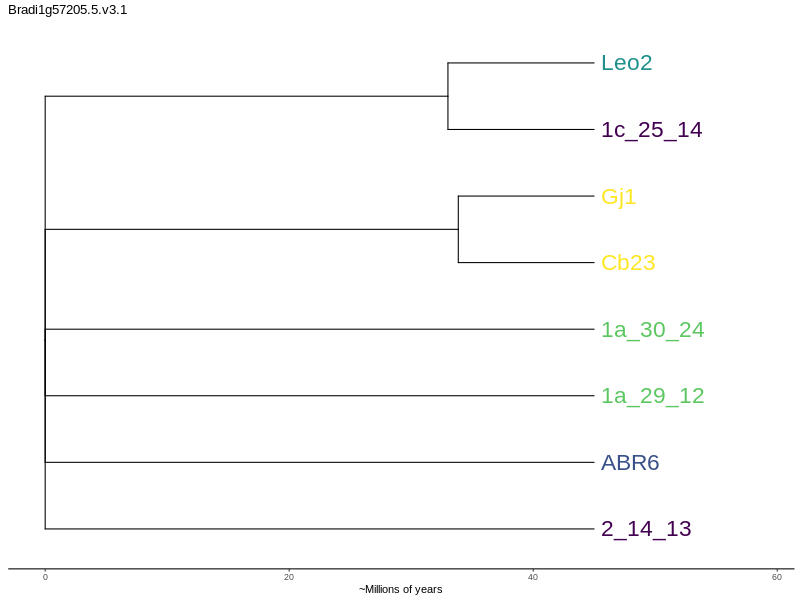 Bradi1g57205.5.v3.1
Leo2
1c_25_14
Gj1
Cb23
1a_30_24
1a_29_12
ABR6
2_14_13
0 20 40 60
~Millions of years